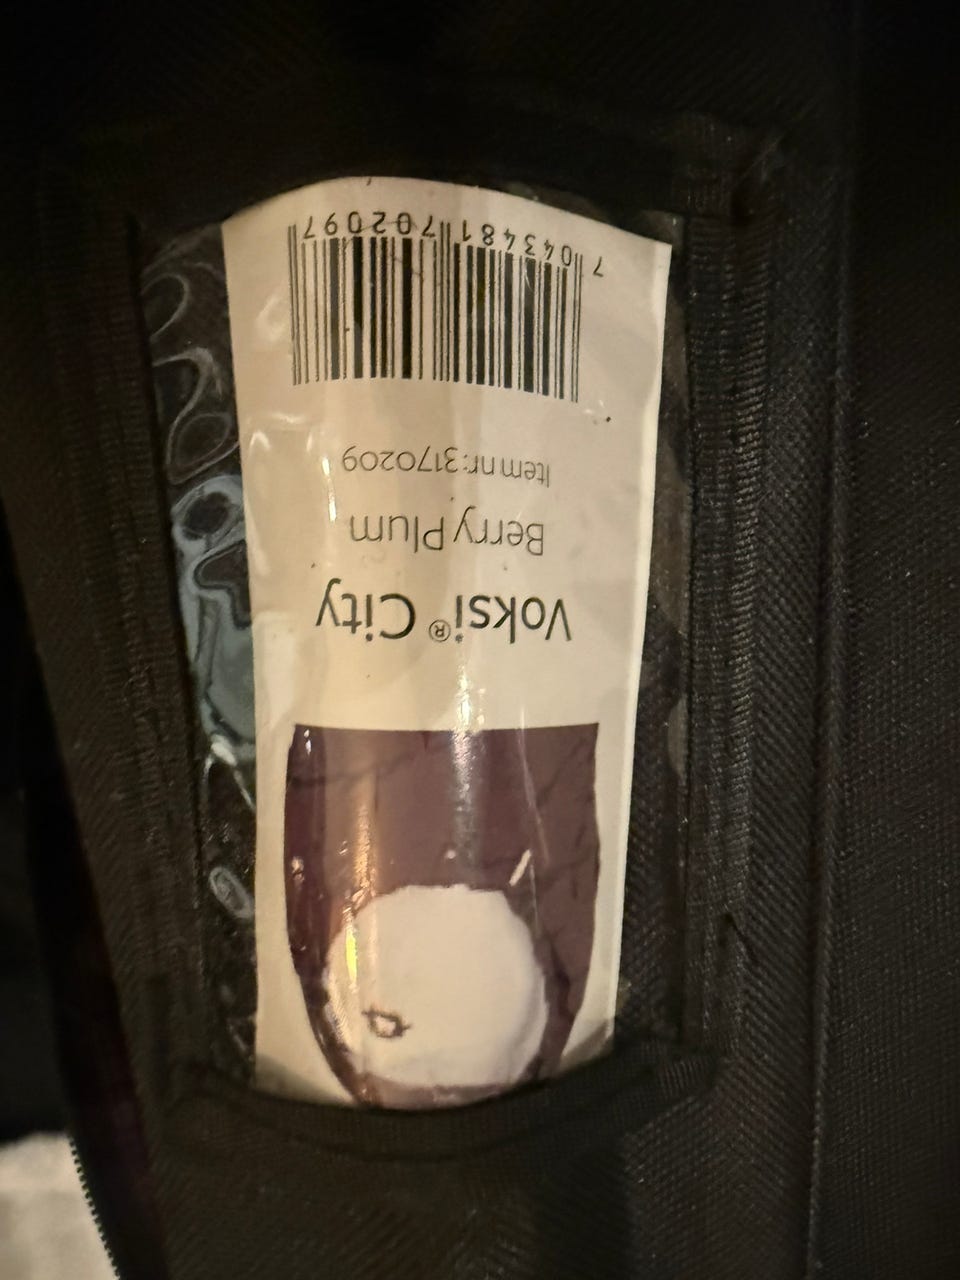 Voksi® City
Berry Plum
Item nr.:3170209
7 043481 702097